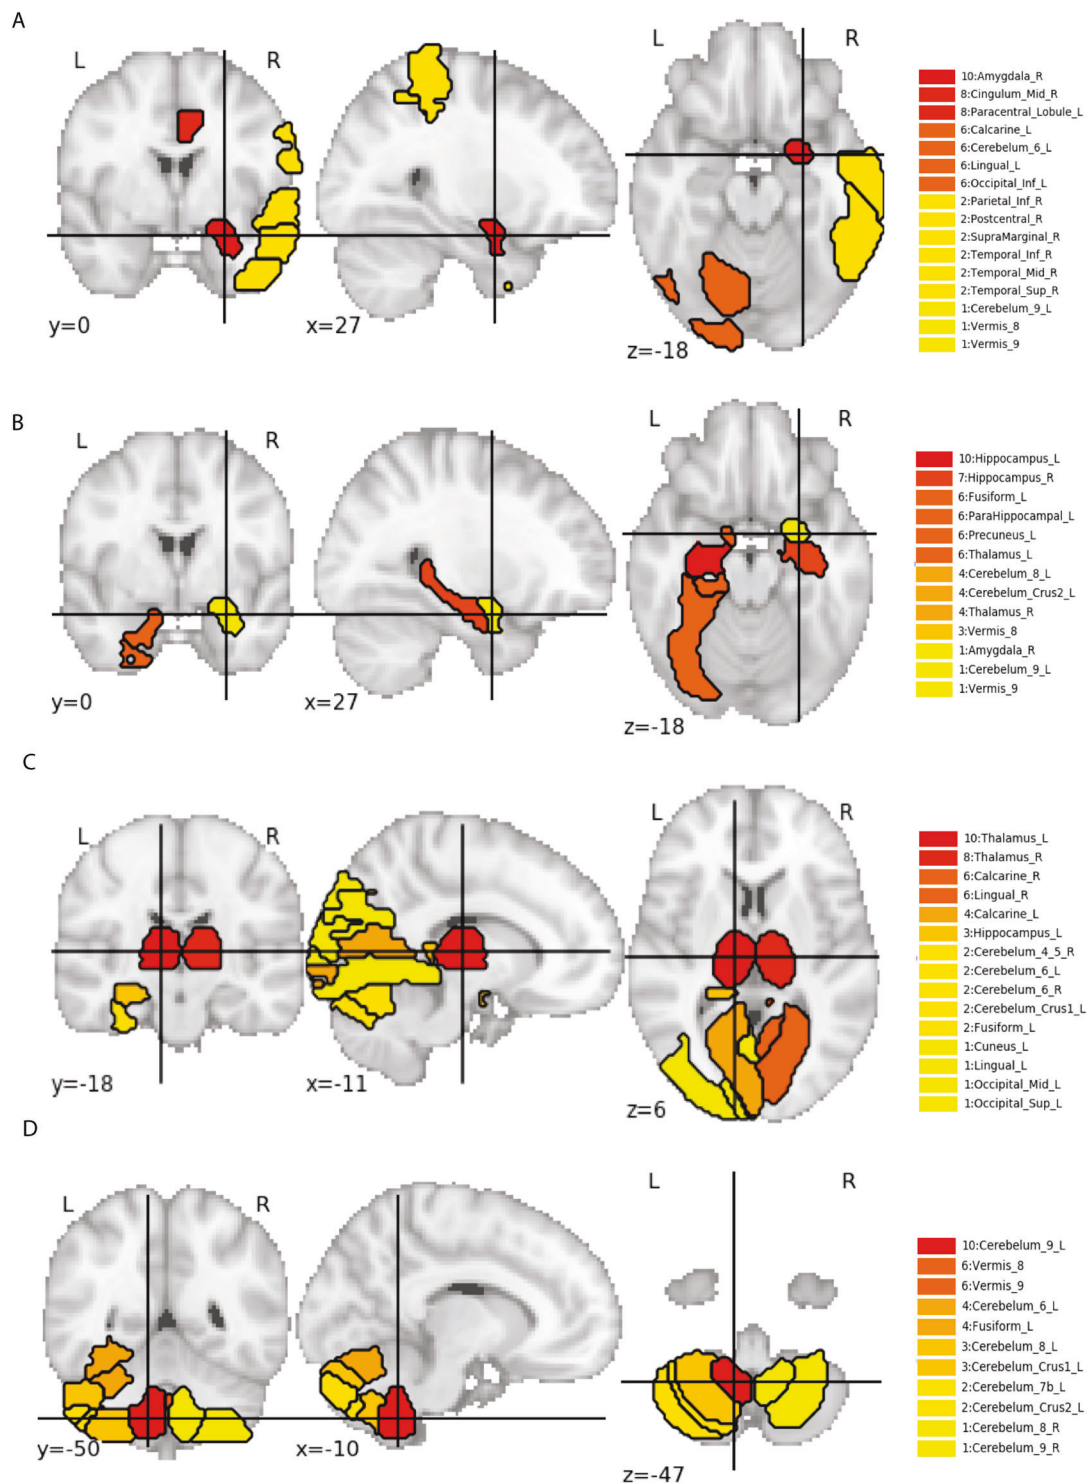 A
L
R
L
R
y=0
x=27
z=-18
10:Amygdala_R
8:Cingulum_Mid_R
8:Paracentral_Lobule_L
6:Calcarine_L
6:Cerebelum_6_L
6:Lingual_L
6:Occipital_Inf_L
2:Parietal_Inf_R
2:Postcentral_R
2:SupraMarginal_R
2:Temporal_Inf_R
2:Temporal_Mid_R
2:Temporal_Sup_R
1:Cerebelum_9_L
1:Vermis_8
1:Vermis_9
B
L
R
L
R
y=0
x=27
z=-18
10:Hippocampus_L
7:Hippocampus_R
6:Fusiform_L
6:ParaHippocampal_L
6:Precuneus_L
6:Thalamus_L
4:Cerebelum_8_L
4:Cerebelum_Crus2_L
4:Thalamus_R
3:Vermis_8
1:Amygdala_R
1:Cerebelum_9_L
1:Vermis_9
C
L
R
L
R
y=-18
x=-11
z=6
10:Thalamus_L
8:Thalamus_R
6:Calcarine_R
6:Lingual_R
4:Calcarine_L
3:Hippocampus_L
2:Cerebelum_4_5_R
2:Cerebelum_6_L
2:Cerebelum_6_R
2:Cerebelum_Crus1_L
2:Fusiform_L
1:Cuneus_L
1:Lingual_L
1:Occipital_Mid_L
1:Occipital_Sup_L
D
L
R
L
R
y=-50
x=-10
z=-47
10:Cerebelum_9_L
6:Vermis_8
6:Vermis_9
4:Cerebelum_6_L
4:Fusiform_L
3:Cerebelum_8_L
3:Cerebelum_Crus1_L
2:Cerebelum_7b_L
2:Cerebelum_Crus2_L
1:Cerebelum_8_R
1:Cerebelum_9_R